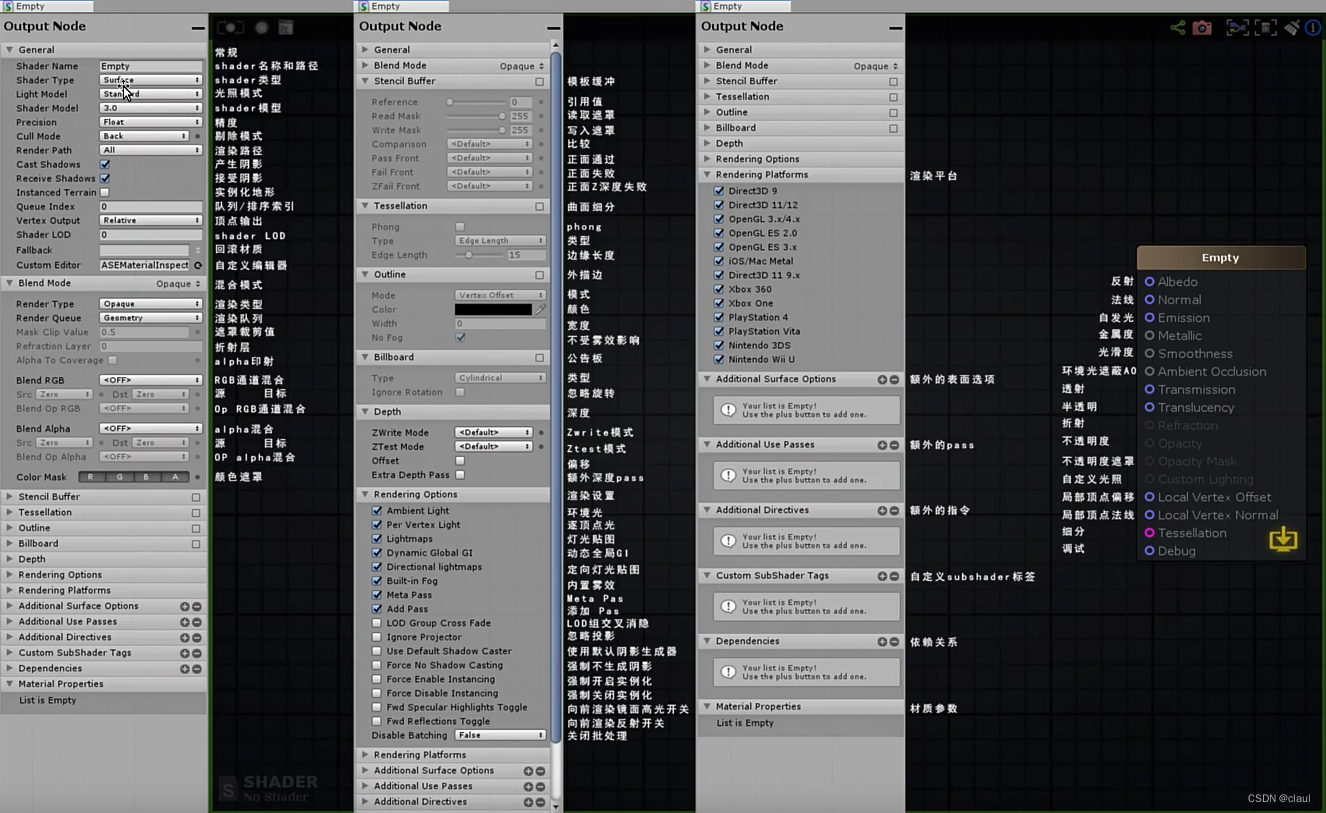 Empty
Output Node
General
Shader Name Empty
Shader Type Surface
Light Model
Shader Model 3.0
Precision Float
Cull Mode Back
Render Path All
Cast Shadows
Receive Shadows
Instanced Terrain
Queue Index 0
Vertex Output Relative
Shader LOD 0
Fallback
Custom Editor ASEMaterialInspect
Blend Mode Opaque
Render Type Opaque
Render Queue Geometry
Mask Clip Value 0.5
Refraction Layer 0
Alpha To Coverage
Blend RGB <OFF>
Src Zero Dst Zero
Blend Op RGB <OFF>
Blend Alpha <OFF>
Src Zero Dst Zero
Blend Op Alpha <OFF>
Color Mask R G B A
Stencil Buffer
Tessellation
Outline
Billboard
Depth
Rendering Options
Rendering Platforms
Additional Surface Options
Additional Use Passes
Additional Directives
Custom SubShader Tags
Dependencies
Material Properties
List is Empty
常规
shader名称和路径
shader类型
光照模式
shader模型
精度
剔除模式
渲染路径
产生阴影
接受阴影
实例化地形
队列/排序索引
顶点输出
shader LOD
回滚材质
自定义编辑器
混合模式
渲染类型
渲染队列
遮罩裁剪值
折射层
alpha印射
RGB通道混合
源 目标
Op RGB通道混合
alpha混合
源 目标
OP alpha混合
颜色遮罩
SHADER
No Shader
Empty
Output Node
General
Blend Mode Opaque
Stencil Buffer
Reference 0
Read Mask 255
Write Mask 255
Comparison <Default>
Pass Front <Default>
Fail Front <Default>
ZFail Front <Default>
Tessellation
Phong
Type Edge Length
Edge Length 15
Outline
Mode Vertex Offset
Color
Width 0
No Fog
Billboard
Type Cylindrical
Ignore Rotation
Depth
ZWrite Mode <Default>
ZTest Mode <Default>
Offset
Extra Depth Pass
Rendering Options
Ambient Light
Per Vertex Light
Lightmaps
Dynamic Global GI
Directional lightmaps
Built-in Fog
Meta Pass
Add Pass
LOD Group Cross Fade
Ignore Projector
Use Default Shadow Caster
Force No Shadow Casting
Force Enable Instancing
Force Disable Instancing
Fwd Specular Highlights Toggle
Fwd Reflections Toggle
Disable Batching False
Rendering Platforms
Additional Surface Options
Additional Use Passes
Additional Directives
模板缓冲
引用值
读取遮罩
写入遮罩
比较
正面通过
正面失败
正面Z深度失败
曲面细分
phong
类型
边缘长度
外描边
模式
颜色
宽度
不受雾效影响
公告板
类型
忽略旋转
深度
Zwrite模式
Ztest模式
偏移
额外深度pass
渲染设置
环境光
逐顶点光
灯光贴图
动态全局GI
定向灯光贴图
内置雾效
Meta Pas
添加 Pas
LOD组交叉消隐
忽略投影
使用默认阴影生成器
强制不生成阴影
强制开启实例化
强制关闭实例化
向前渲染镜面高光开关
向前渲染反射开关
关闭批处理
Empty
Output Node
General
Blend Mode Opaque
Stencil Buffer
Tessellation
Outline
Billboard
Depth
Rendering Options
Rendering Platforms
Direct3D 9
Direct3D 11/12
OpenGL 3.x/4.x
OpenGL ES 2.0
OpenGL ES 3.x
iOS/Mac Metal
Direct3D 11 9.x
Xbox 360
Xbox One
PlayStation 4
PlayStation Vita
Nintendo 3DS
Nintendo Wii U
Additional Surface Options
Your list is Empty!
Use the plus button to add one.
Additional Use Passes
Your list is Empty!
Use the plus button to add one.
Additional Directives
Your list is Empty!
Use the plus button to add one.
Custom SubShader Tags
Your list is Empty!
Use the plus button to add one.
Dependencies
Your list is Empty!
Use the plus button to add one.
Material Properties
List is Empty
渲染平台
额外的表面选项
额外的pass
额外的指令
自定义subshader标签
依赖关系
材质参数
Empty
反射 Albedo
法线 Normal
自发光 Emission
金属度 Metallic
光滑度 Smoothness
环境光遮蔽AO Ambient Occlusion
透射 Transmission
半透明 Translucency
折射 Refraction
不透明度 Opacity
不透明度遮罩 Opacity Mask
自定义光照 Custom Lighting
局部顶点偏移 Local Vertex Offset
局部顶点法线 Local Vertex Normal
细分 Tessellation
调试 Debug
CSDN @claul